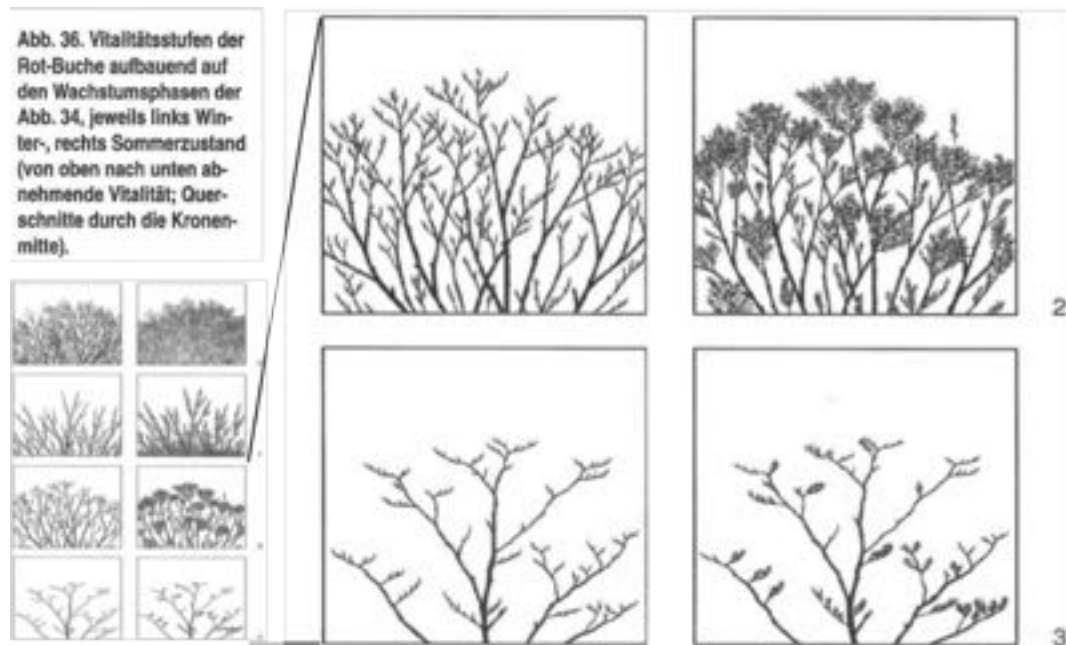 Abb. 36. Vitalitätsstufen der
Rot-Buche aufbauend auf
den Wachstumsphasen der
Abb. 34, jeweils links Win-
ter-, rechts Sommerzustand
(von oben nach unten ab-
nehmende Vitalität; Quer-
schnitte durch die Kronen-
mitte).
2
3